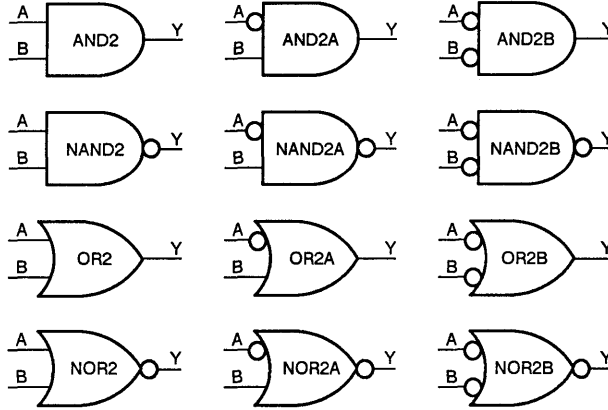 A AND2 Y A AND2A Y A AND2B Y
B B B
A NAND2 Y A NAND2A Y A NAND2B Y
B B B
A OR2 Y A OR2A Y A OR2B Y
B B B
A NOR2 Y A NOR2A Y A NOR2B Y
B B B